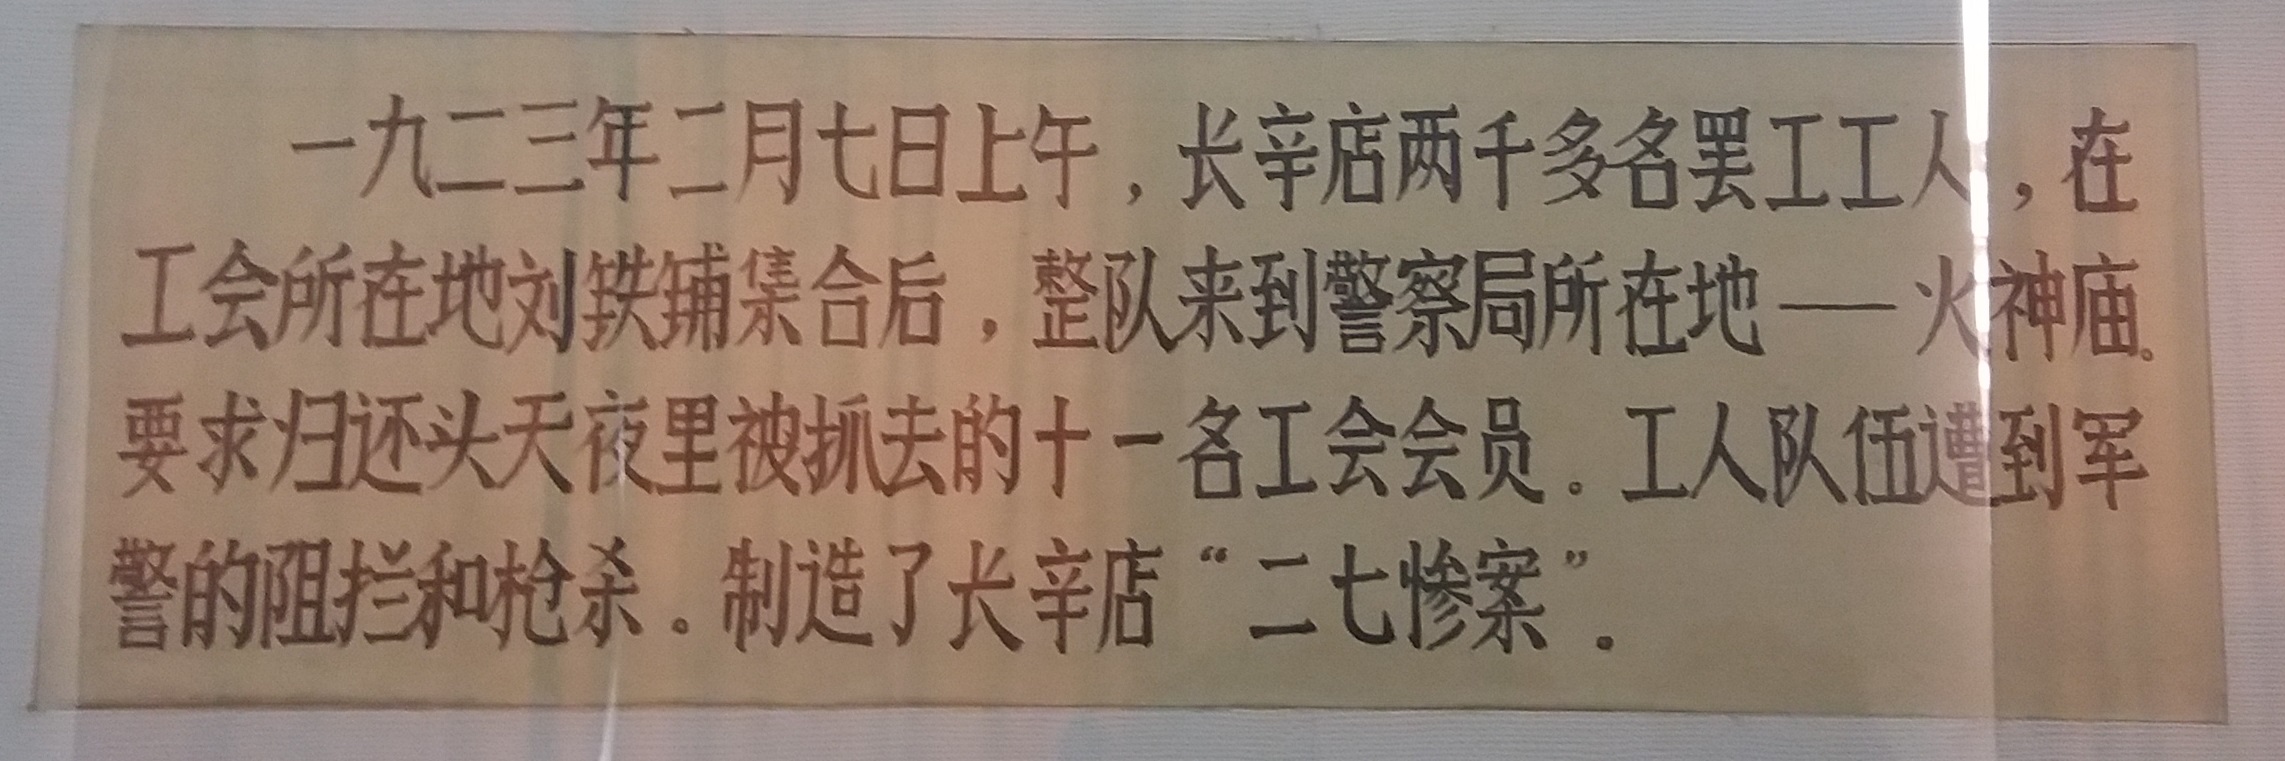 一九二三年二月七日上午，长辛店两千多名罢工工人，在
工会所在地刘铁铺集合后，整队来到警察局所在地——火神庙。
要求归还头天夜里被抓去的十一名工会会员。工人队伍遭到军
警的阻拦和枪杀。制造了长辛店“二七惨案”。